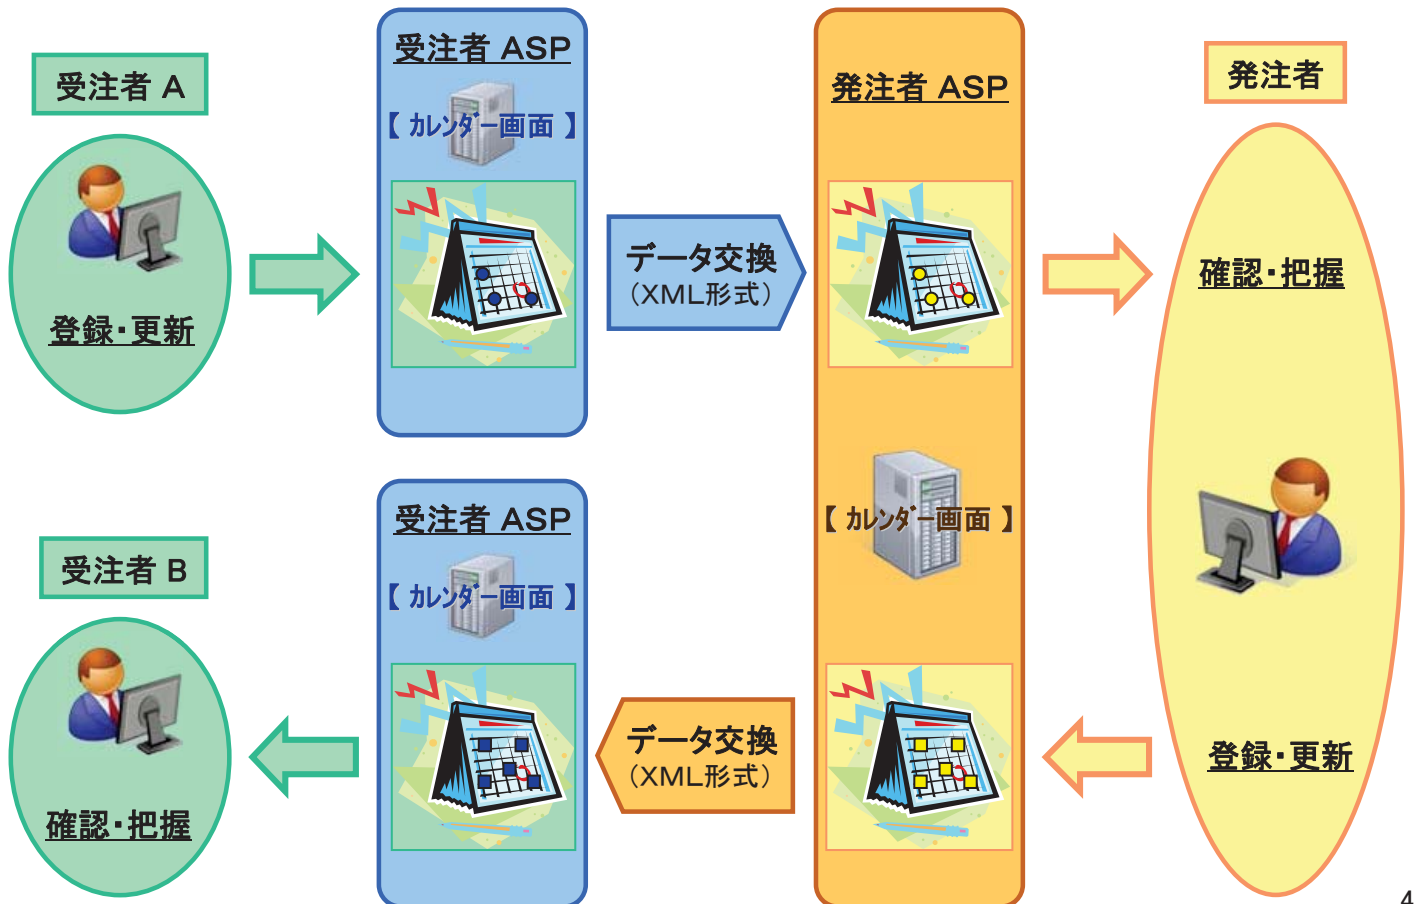 受注者 A
登録・更新
受注者 ASP
【 カレンダー画面 】
データ交換
（XML形式）
発注者 ASP
発注者
確認・把握
【 カレンダー画面 】
受注者 B
確認・把握
受注者 ASP
【 カレンダー画面 】
データ交換
（XML形式）
登録・更新
4